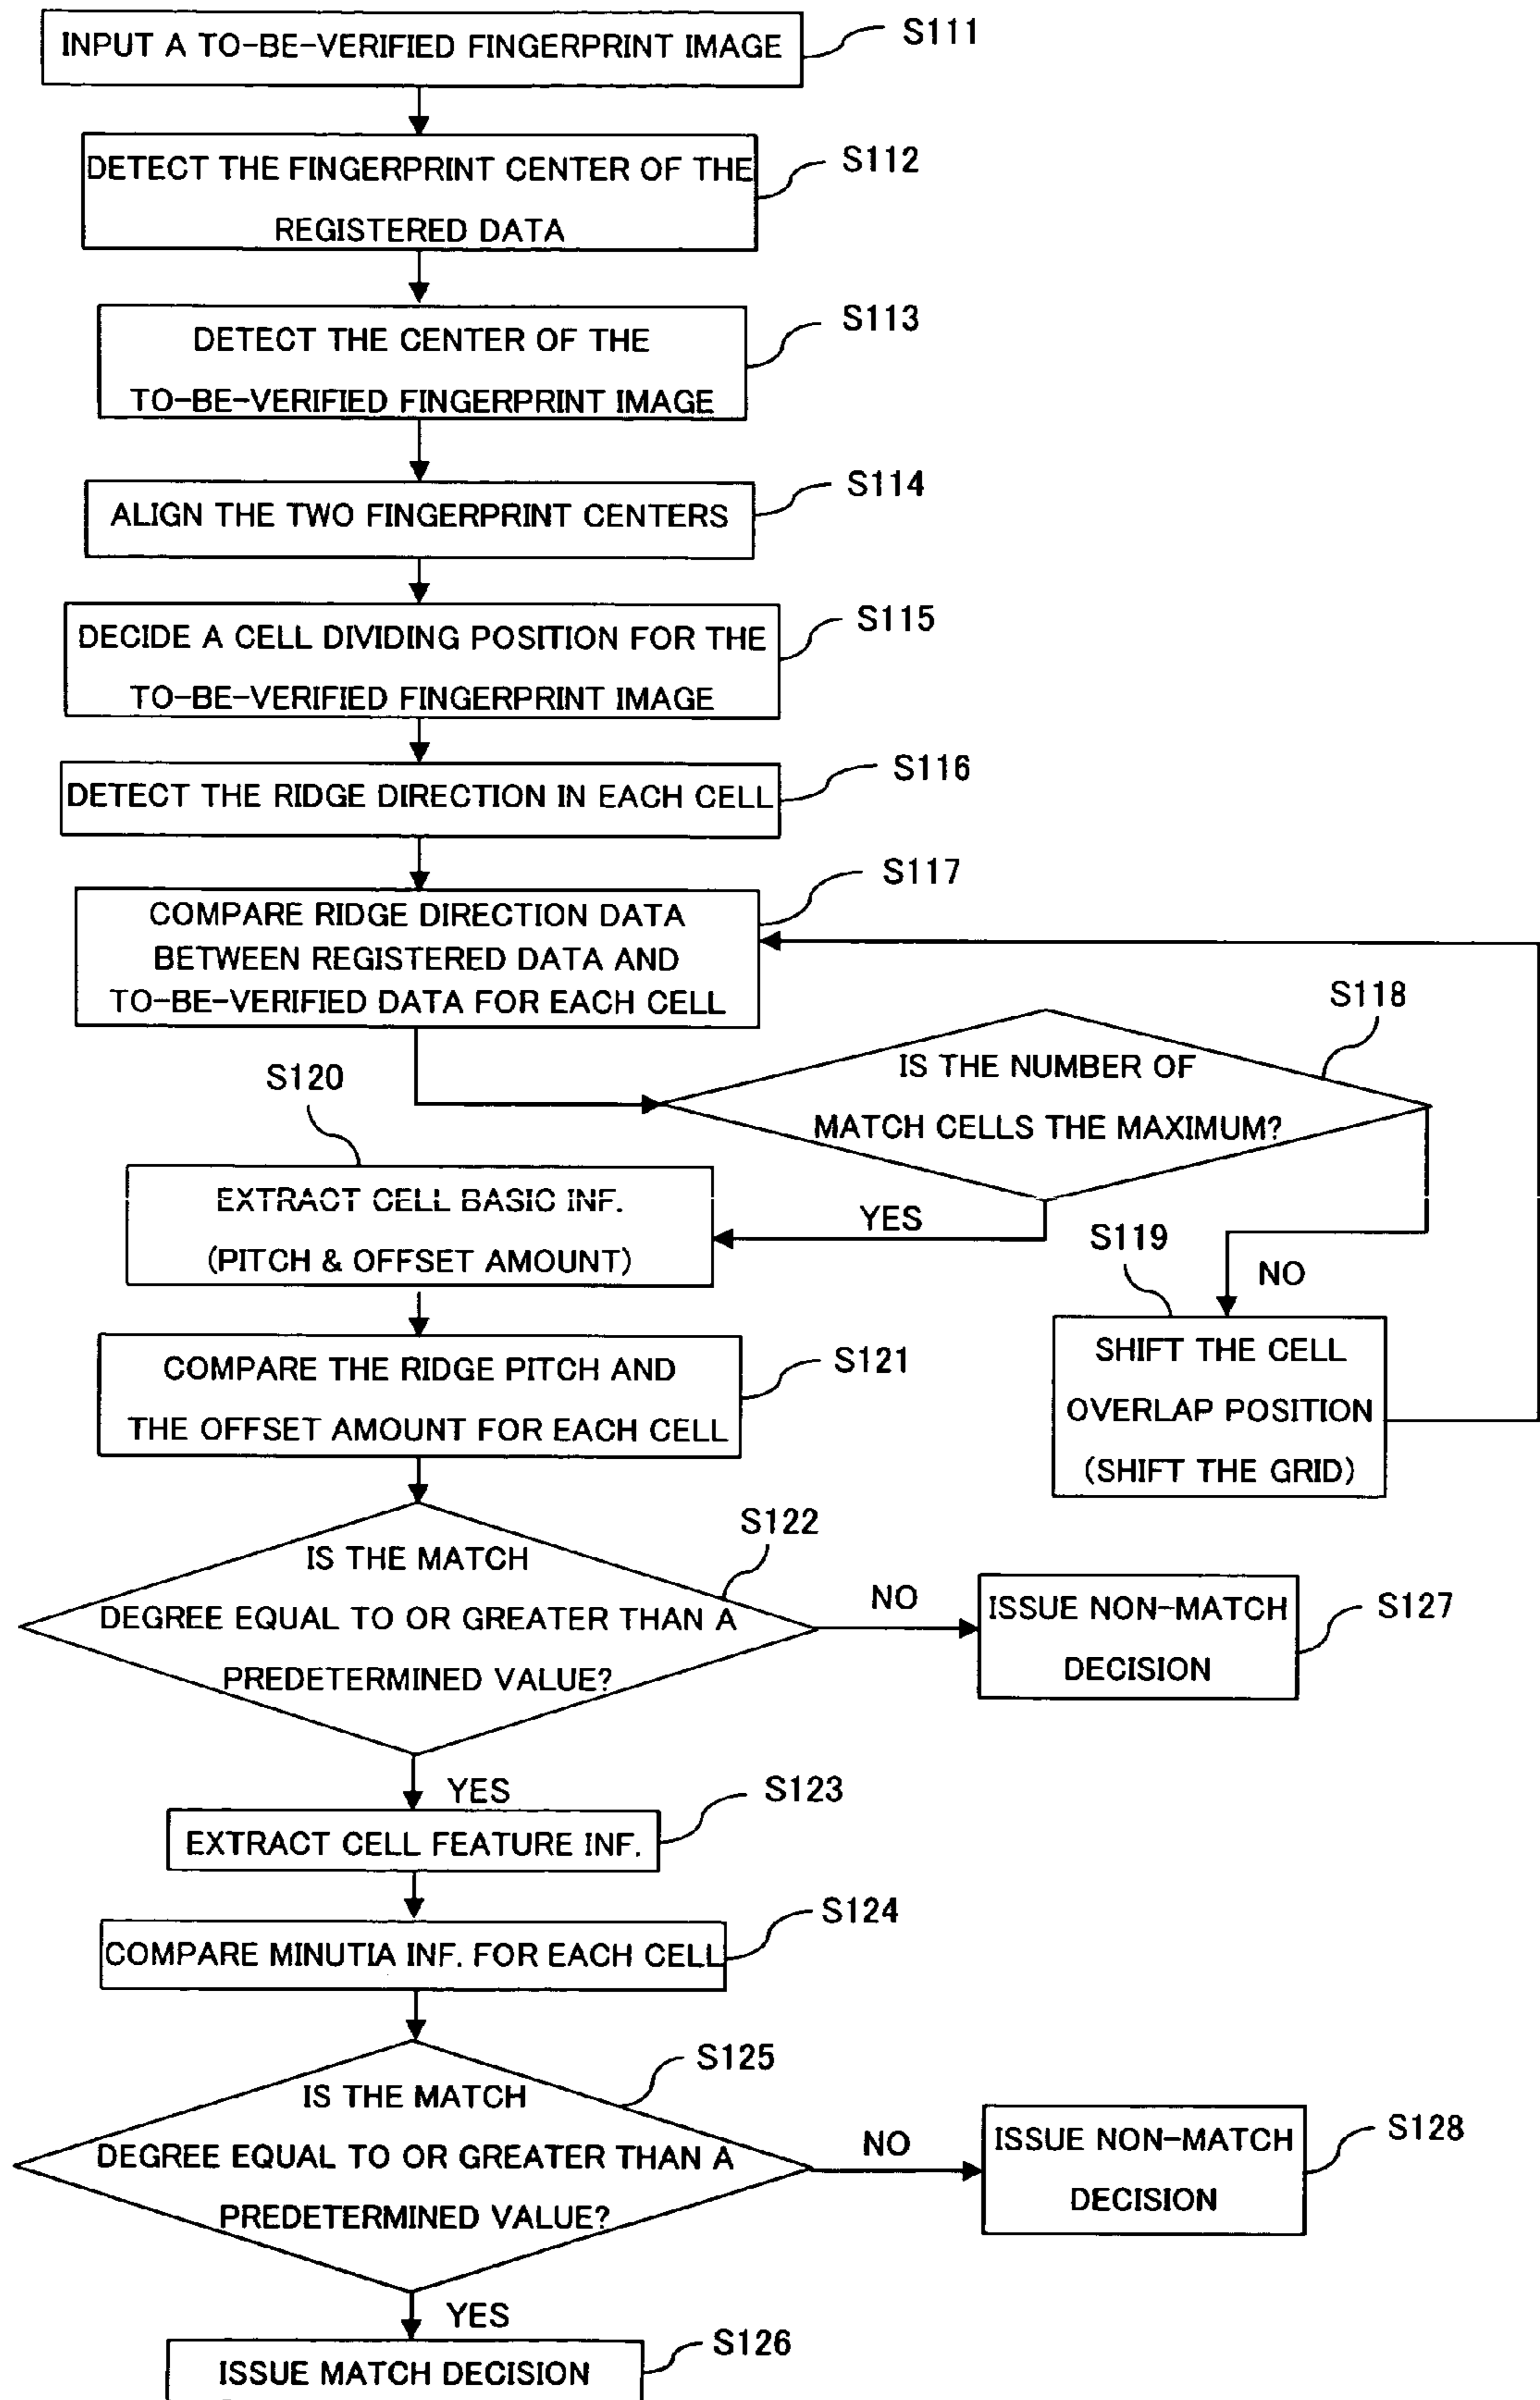 INPUT A TO-BE-VERIFIED FINGERPRINT IMAGE
S111
DETECT THE FINGERPRINT CENTER OF THE
REGISTERED DATA
S112
DETECT THE CENTER OF THE
TO-BE-VERIFIED FINGERPRINT IMAGE
S113
ALIGN THE TWO FINGERPRINT CENTERS
S114
DECIDE A CELL DIVIDING POSITION FOR THE
TO-BE-VERIFIED FINGERPRINT IMAGE
S115
DETECT THE RIDGE DIRECTION IN EACH CELL
S116
COMPARE RIDGE DIRECTION DATA
BETWEEN REGISTERED DATA AND
TO-BE-VERIFIED DATA FOR EACH CELL
S117
IS THE NUMBER OF
MATCH CELLS THE MAXIMUM?
S118
YES
NO
SHIFT THE CELL
OVERLAP POSITION
(SHIFT THE GRID)
S119
EXTRACT CELL BASIC INF.
(PITCH & OFFSET AMOUNT)
S120
COMPARE THE RIDGE PITCH AND
THE OFFSET AMOUNT FOR EACH CELL
S121
IS THE MATCH
DEGREE EQUAL TO OR GREATER THAN A
PREDETERMINED VALUE?
S122
NO
ISSUE NON-MATCH
DECISION
S127
YES
EXTRACT CELL FEATURE INF.
S123
COMPARE MINUTIA INF. FOR EACH CELL
S124
IS THE MATCH
DEGREE EQUAL TO OR GREATER THAN A
PREDETERMINED VALUE?
S125
NO
ISSUE NON-MATCH
DECISION
S128
YES
ISSUE MATCH DECISION
S126